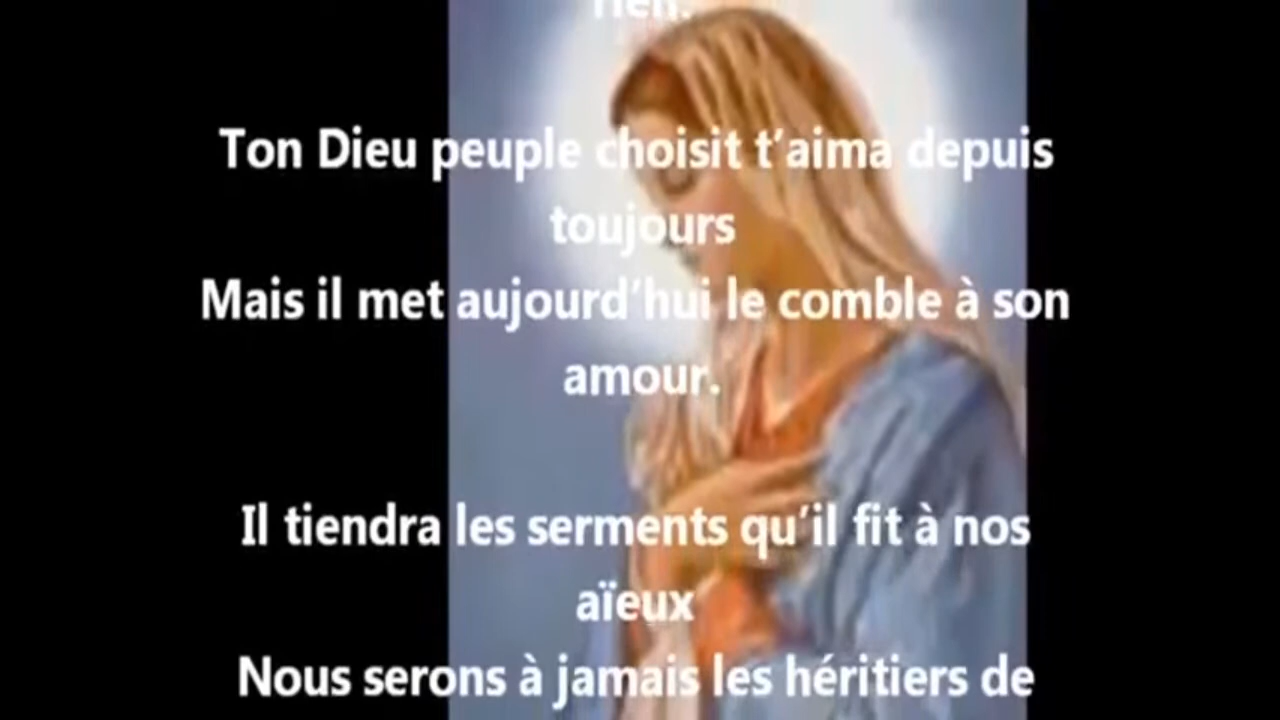 Ton Dieu peuple choisit t’aima depuis
toujours
Mais il met aujourd’hui le comble à son
amour.
Il tiendra les serments qu’il fit à nos
aïeux
Nous serons à jamais les héritiers de